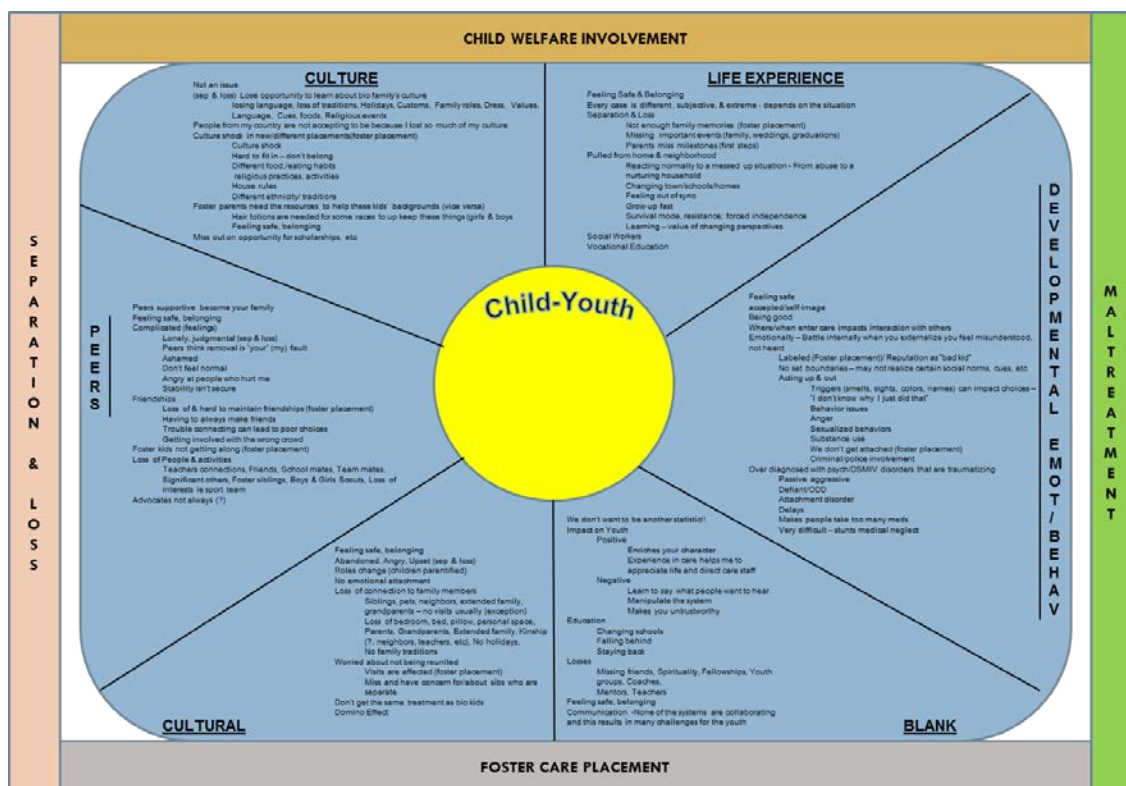 CHILD WELFARE INVOLVEMENT
SEPARATION & LOSS
MALTREATMENT
FOSTER CARE PLACEMENT
Child-Youth
CULTURE
Not an issue
(sep & loss) Lose opportunity to learn about bio family's culture
losing language, loss of traditions, Holidays, Customs, Family roles, Dress, Values,
Language, Cues, foods, Religious events
People from my country are not accepting to be because I lost so much of my culture
Culture shock in new/different placements(foster placement)
Culture shock
Hard to fit in – don't belong
Different food,/eating habits
religious practices, activities
House rules
Different ethnicity/ traditions
Foster parents need the resources to help these kids' backgrounds (vice versa)
Hair lotions are needed for some races to up keep these things (girls & boys
Feeling safe, belonging
Miss out on opportunity for scholarships, etc
LIFE EXPERIENCE
Feeling Safe & Belonging
Every case is different, subjective, & extreme - depends on the situation
Separation & Loss
Not enough family memories (foster placement)
Missing important events (family, weddings, graduations)
Parents miss milestones (first steps)
Pulled from home & neighborhood
Reacting normally to a messed up situation - From abuse to a
nurturing household
Changing town/schools/homes
Feeling out of sync
Grow-up fast
Survival mode, resistance; forced independence
Learning – value of changing perspectives
Social Workers
Vocational Education
DEVELOPMENTAL EMOT/BEHAV
Feeling safe
accepted/self-image
Being good
Where/when enter care impacts interaction with others
Emotionally – Battle internally when you externalize you feel misunderstood,
not heard
Labeled (Foster placement)/ Reputation as "bad kid"
No set boundaries – may not realize certain social norms, cues, etc
Acting up & out
Triggers (smells, sights, colors, names) can impact choices –
"I don't know why I just did that"
Behavior issues
Anger
Sexualized behaviors
Substance use
We don't get attached (foster placement)
Criminal/police involvement
Over diagnosed with psych/DSMIV disorders that are traumatizing
Passive aggressive
Defiant/ODD
Attachment disorder
Delays
Makes people take too many meds
Very difficult – stunts medical neglect
BLANK
We don't want to be another statistic!!
Impact on Youth
Positive
Enriches your character
Experience in care helps me to
appreciate life and direct care staff
Negative
Learn to say what people want to hear
Manipulate the system
Makes you untrustworthy
Education
Changing schools
Falling behind
Staying back
Losses
Missing friends, Spirituality, Fellowships, Youth
groups, Coaches,
Mentors, Teachers
Feeling safe, belonging
Communication -None of the systems are collaborating
and this results in many challenges for the youth
CULTURAL
Feeling safe, belonging
Abandoned, Angry, Upset (sep & loss)
Roles change (children parentified)
No emotional attachment
Loss of connection to family members
Siblings, pets, neighbors, extended family,
grandparents – no visits usually (exception)
Loss of bedroom, bed, pillow, personal space,
Parents, Grandparents, Extended family, Kinship
(?, neighbors, teachers, etc), No holidays,
No family traditions
Worried about not being reunited
Visits are affected (foster placement)
Miss and have concern for/about sibs who are
separate
Don't get the same treatment as bio kids
Domino Effect
PEERS
Peers supportive become your family
Feeling safe, belonging
Complicated (feelings)
Lonely, judgmental (sep & loss)
Peers think removal is "your" (my) fault
Ashamed
Don't feel normal
Angry at people who hurt me
Stability isn't secure
Friendships
Loss of & hard to maintain friendships (foster placement)
Having to always make friends
Trouble connecting can lead to poor choices
Getting involved with the wrong crowd
Foster kids not getting along (foster placement)
Loss of People & activities
Teachers connections, Friends, School mates, Team mates,
Significant others, Foster siblings, Boys & Girls Scouts, Loss of
Interests ie sport team
Advocates not always (?)